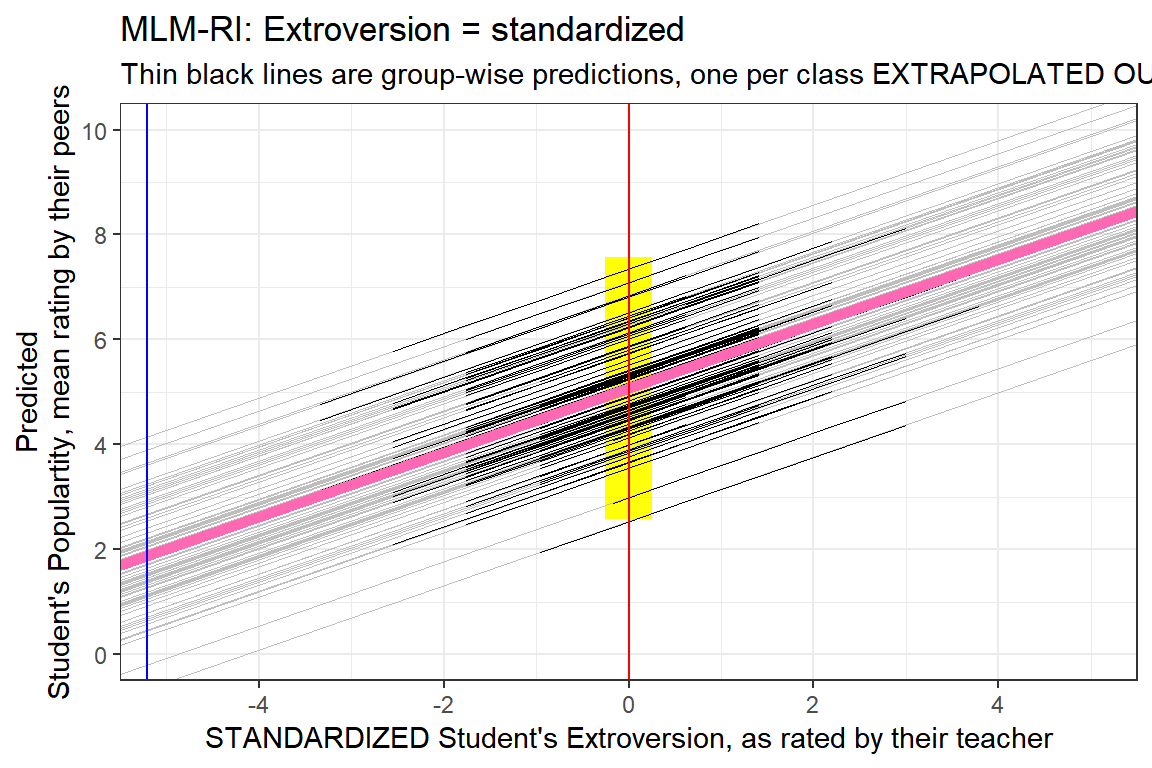 MLM-RI: Extroversion = standardized
Thin black lines are group-wise predictions, one per class EXTRAPOLATED OU
Predicted
Student's Populartity, mean rating by their peers
10
8
6
4
2
0
-4
-2
0
2
4
STANDARDIZED Student's Extroversion, as rated by their teacher